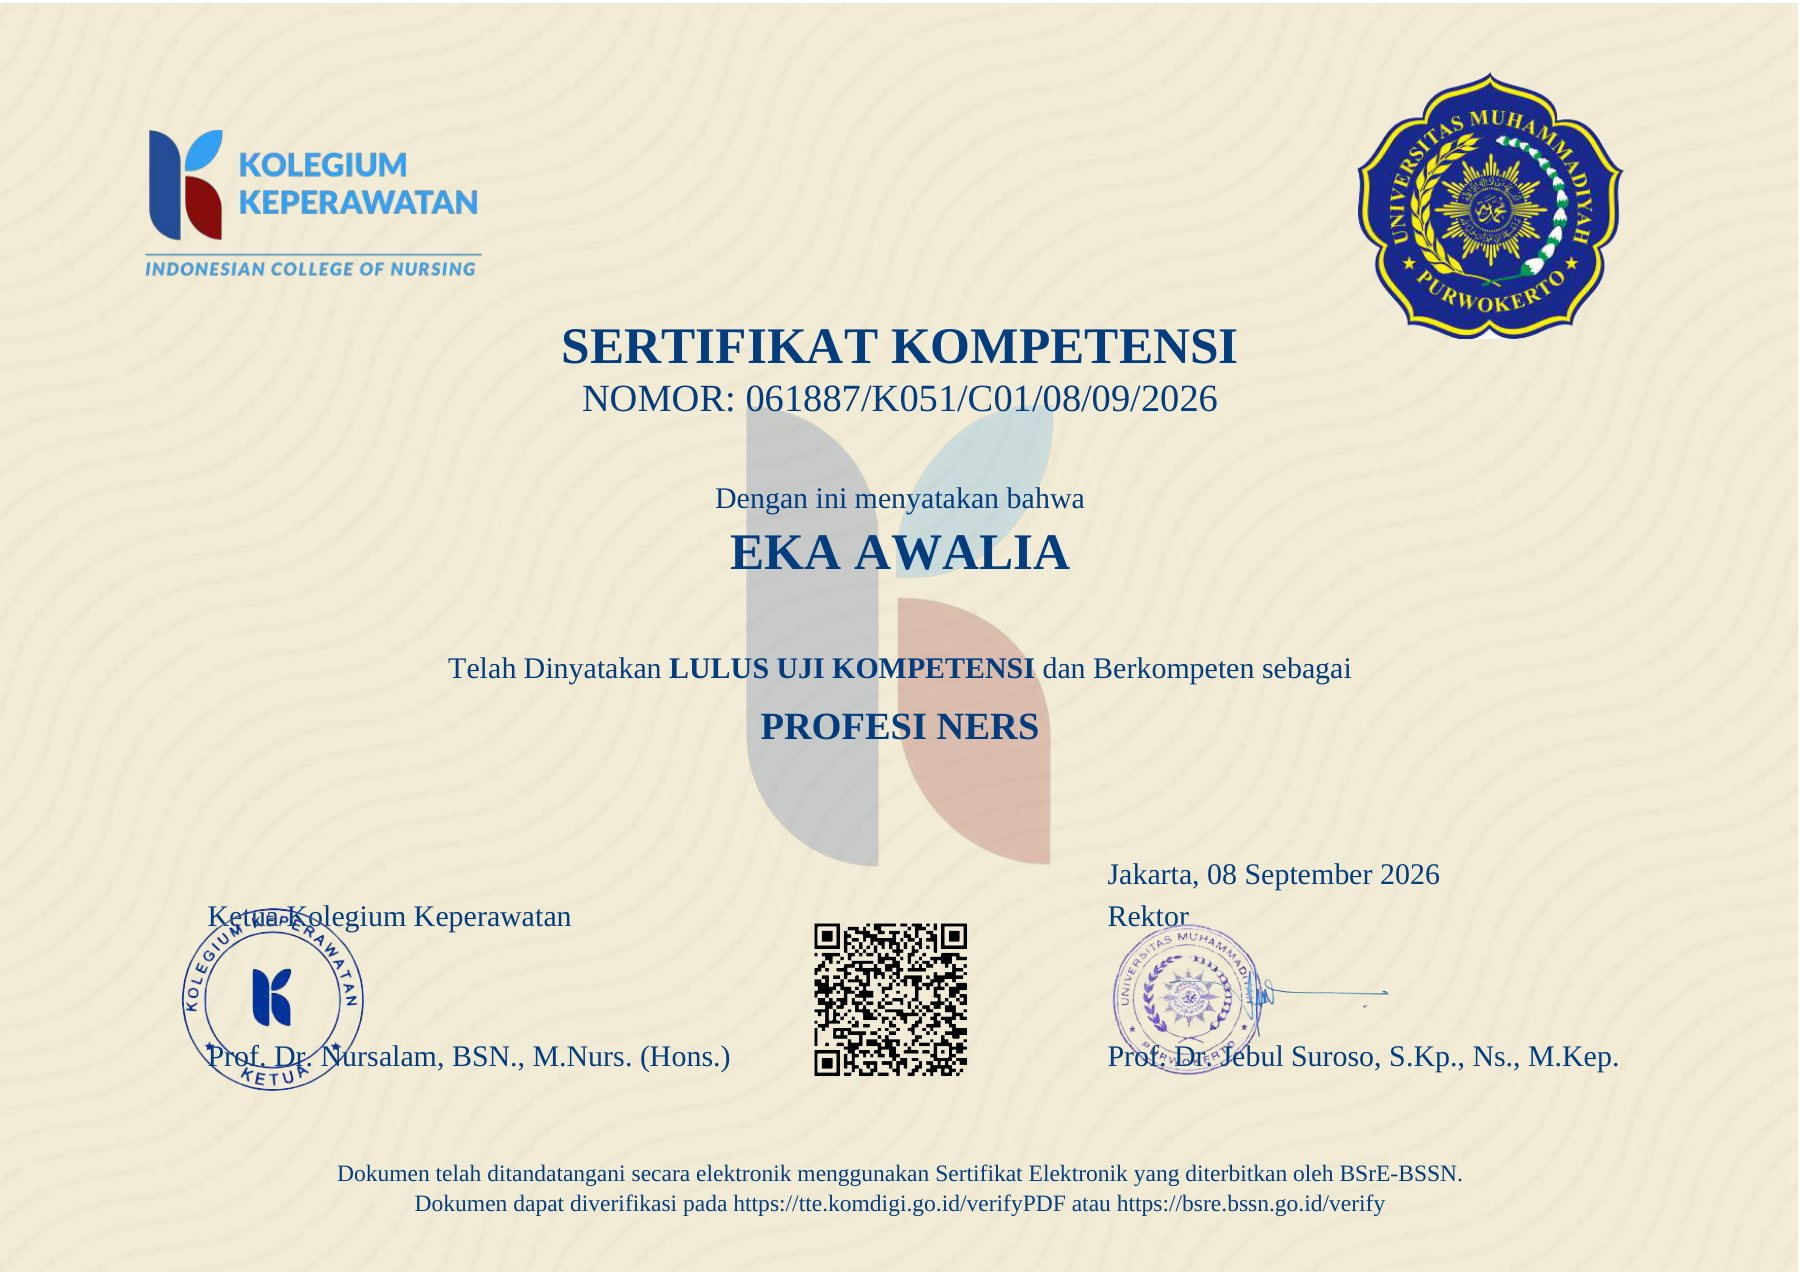 KOLEGIUM
KEPERAWATAN
INDONESIAN COLLEGE OF NURSING
UNIVERSITAS MUHAMMADIYAH
PURWOKERTO
SERTIFIKAT KOMPETENSI
NOMOR: 061887/K051/C01/08/09/2026
Dengan ini menyatakan bahwa
EKA AWALIA
Telah Dinyatakan LULUS UJI KOMPETENSI dan Berkompeten sebagai
PROFESI NERS
Jakarta, 08 September 2026
Ketua Kolegium Keperawatan
Rektor
KOLEGIUM KEPERAWATAN
KETUA
UNIVERSITAS MUHAMMADIYAH
PURWOKERTO
Prof. Dr. Nursalam, BSN., M.Nurs. (Hons.)
Prof. Dr. Jebul Suroso, S.Kp., Ns., M.Kep.
Dokumen telah ditandatangani secara elektronik menggunakan Sertifikat Elektronik yang diterbitkan oleh BSrE-BSSN.
Dokumen dapat diverifikasi pada https://tte.komdigi.go.id/verifyPDF atau https://bsre.bssn.go.id/verify